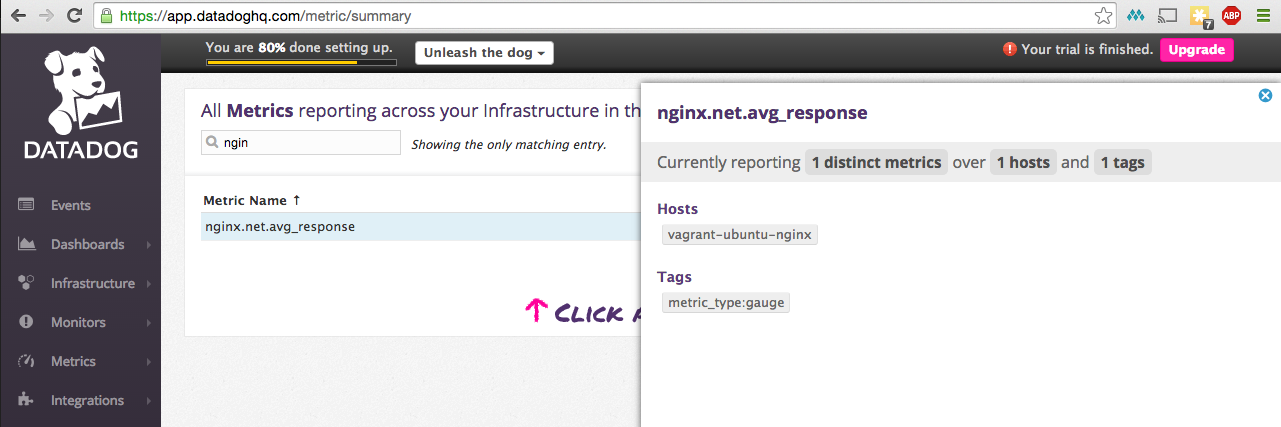 https://app.datadoghq.com/metric/summary
7
ABP
You are 80% done setting up.
Unleash the dog
Your trial is finished.
Upgrade
DATADOG
Events
Dashboards
Infrastructure
Monitors
Metrics
Integrations
All Metrics reporting across your Infrastructure in th
ngin
Showing the only matching entry.
Metric Name ↑
nginx.net.avg_response
CLICK
nginx.net.avg_response
Currently reporting 1 distinct metrics over 1 hosts and 1 tags
Hosts
vagrant-ubuntu-nginx
Tags
metric_type:gauge